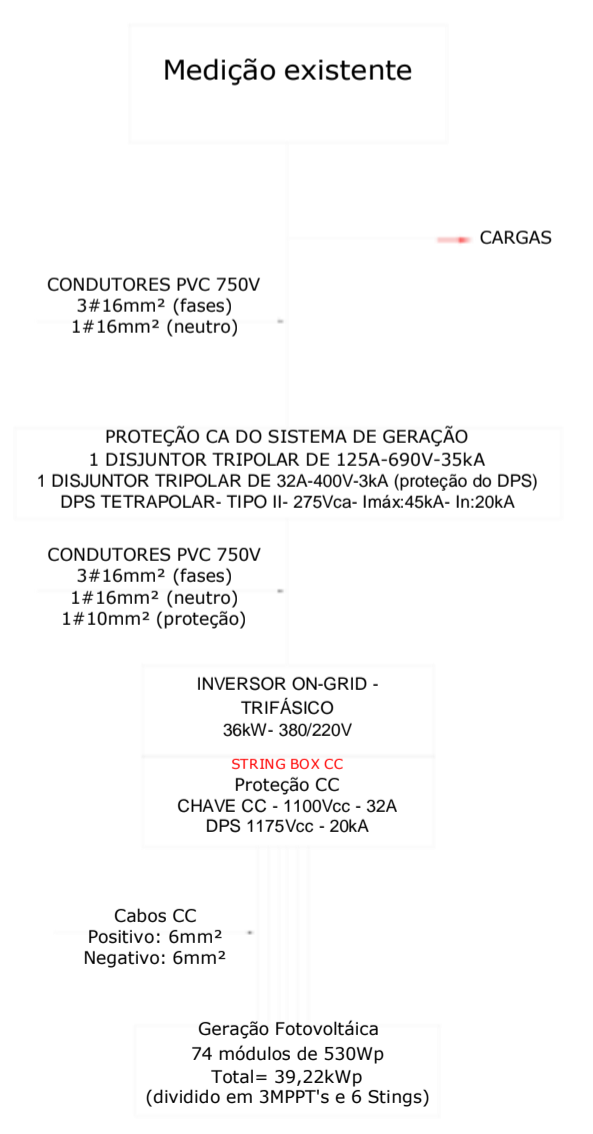 Medição existente
CARGAS
CONDUTORES PVC 750V
3#16mm² (fases)
1#16mm² (neutro)
PROTEÇÃO CA DO SISTEMA DE GERAÇÃO
1 DISJUNTOR TRIPOLAR DE 125A-690V-35kA
1 DISJUNTOR TRIPOLAR DE 32A-400V-3kA (proteção do DPS)
DPS TETRAPOLAR- TIPO II- 275Vca- Imáx:45kA- In:20kA
CONDUTORES PVC 750V
3#16mm² (fases)
1#16mm² (neutro)
1#10mm² (proteção)
INVERSOR ON-GRID -
TRIFÁSICO
36kW- 380/220V
STRING BOX CC
Proteção CC
CHAVE CC - 1100Vcc - 32A
DPS 1175Vcc - 20kA
Cabos CC
Positivo: 6mm²
Negativo: 6mm²
Geração Fotovoltáica
74 módulos de 530Wp
Total= 39,22kWp
(dividido em 3MPPT's e 6 Stings)